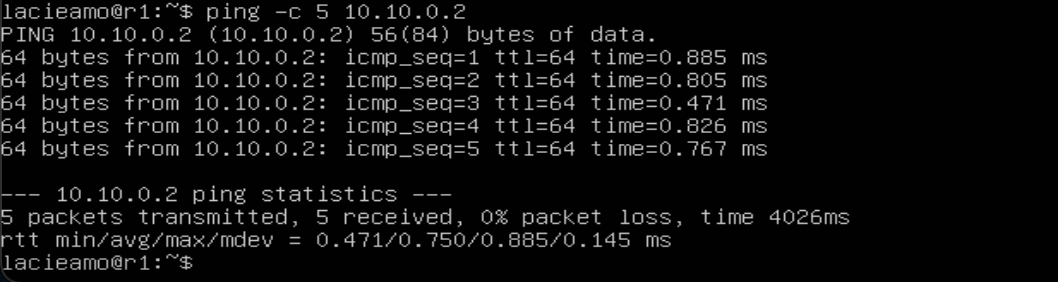 lacieamo@r1:~$ ping -c 5 10.10.0.2
PING 10.10.0.2 (10.10.0.2) 56(84) bytes of data.
64 bytes from 10.10.0.2: icmp_seq=1 ttl=64 time=0.885 ms
64 bytes from 10.10.0.2: icmp_seq=2 ttl=64 time=0.805 ms
64 bytes from 10.10.0.2: icmp_seq=3 ttl=64 time=0.471 ms
64 bytes from 10.10.0.2: icmp_seq=4 ttl=64 time=0.826 ms
64 bytes from 10.10.0.2: icmp_seq=5 ttl=64 time=0.767 ms
--- 10.10.0.2 ping statistics ---
5 packets transmitted, 5 received, 0% packet loss, time 4026ms
rtt min/avg/max/mdev = 0.471/0.750/0.885/0.145 ms
lacieamo@r1:~$